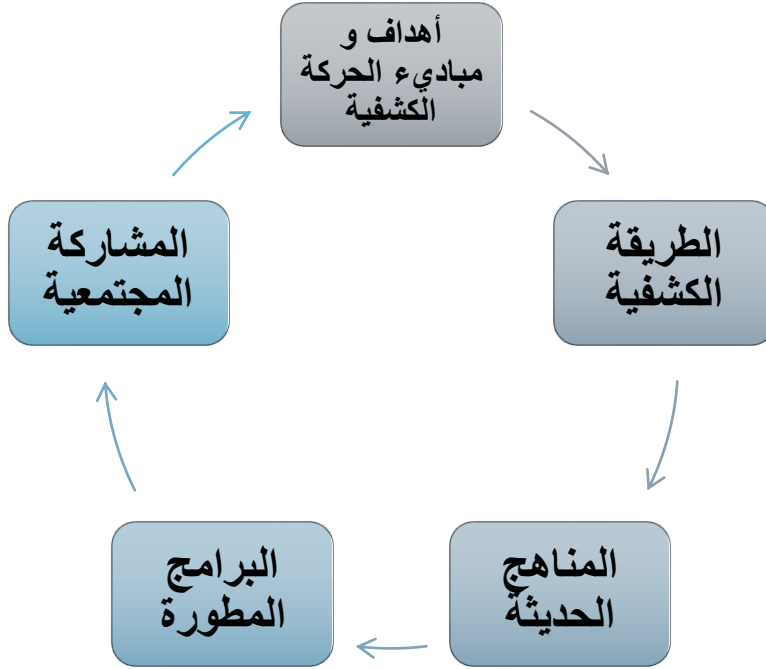 أهداف و
مباديء الحركة
الكشفية
الطريقة
الكشفية
المناهج
الحديثة
البرامج
المطورة
المشاركة
المجتمعية